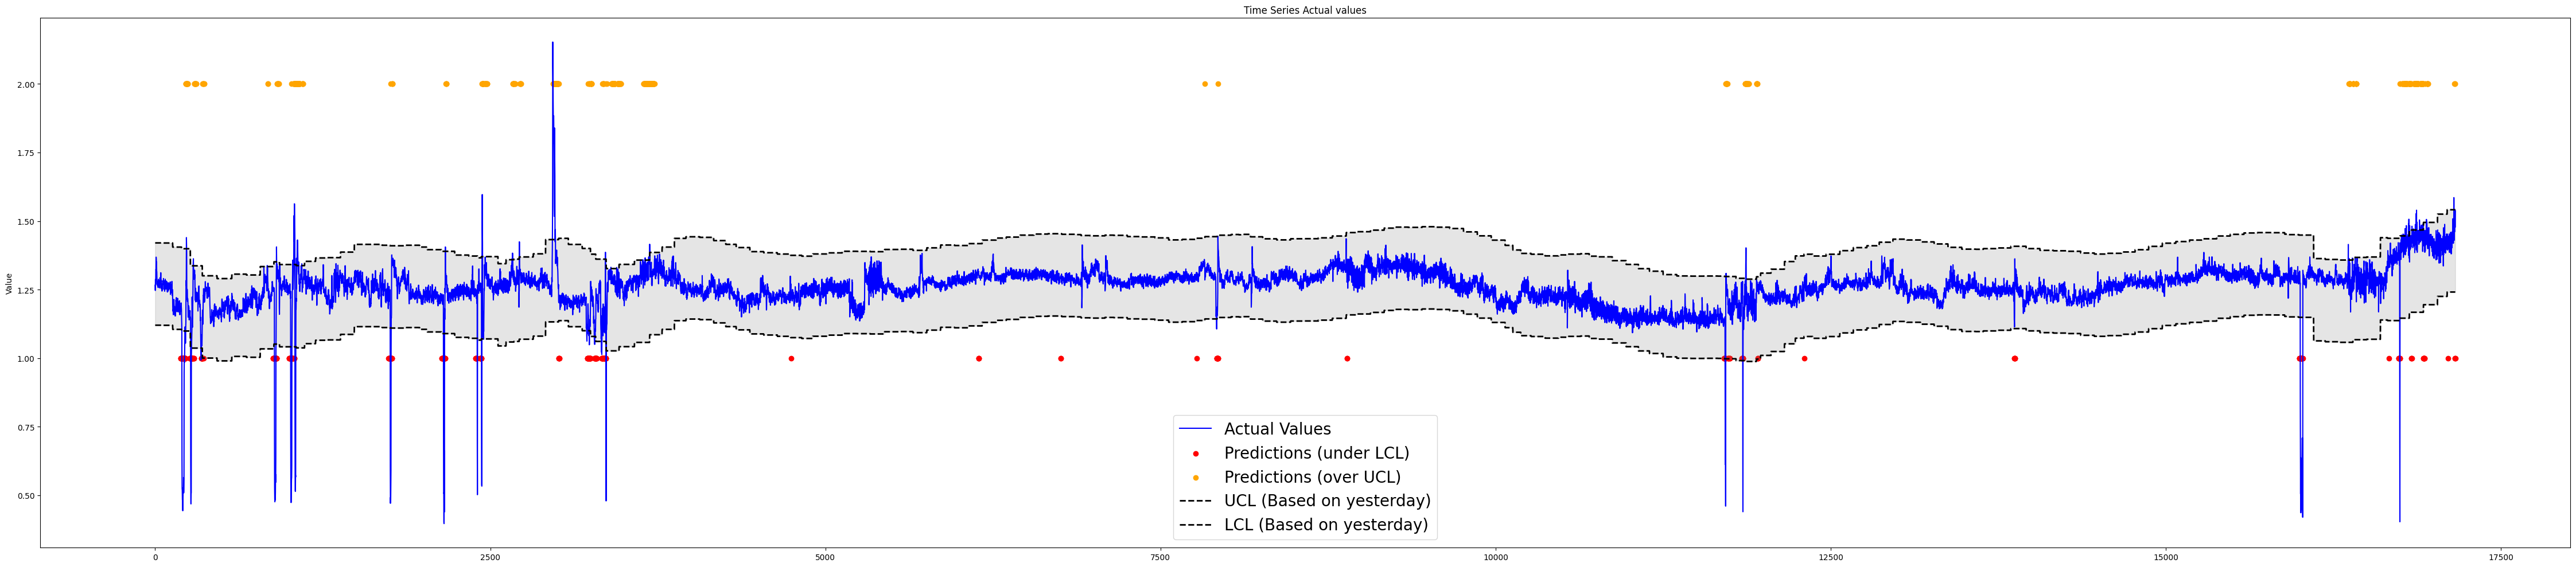 Time Series Actual values
Value
2.00
1.75
1.50
1.25
1.00
0.75
0.50
Actual Values
Predictions (under LCL)
Predictions (over UCL)
UCL (Based on yesterday)
LCL (Based on yesterday)
0 2500 5000 7500 10000 12500 15000 17500